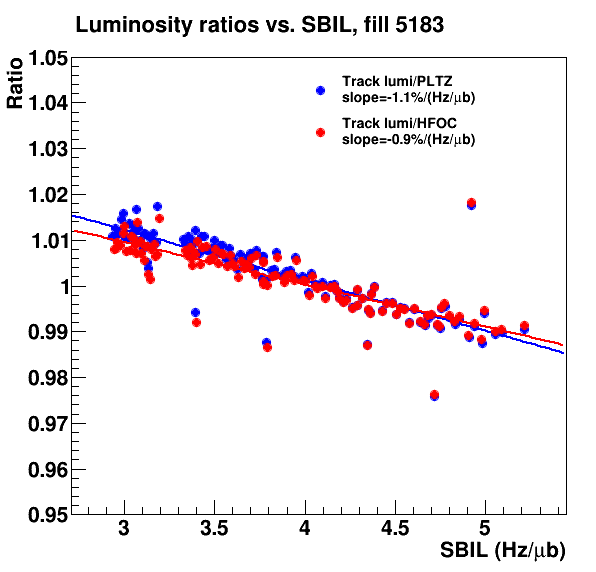 Luminosity ratios vs. SBIL, fill 5183
Ratio
1.05
1.04
1.03
1.02
1.01
1
0.99
0.98
0.97
0.96
0.95
Track lumi/PLTZ
slope=-1.1%/(Hz/μb)
Track lumi/HFOC
slope=-0.9%/(Hz/μb)
3
3.5
4
4.5
5
SBIL (Hz/μb)